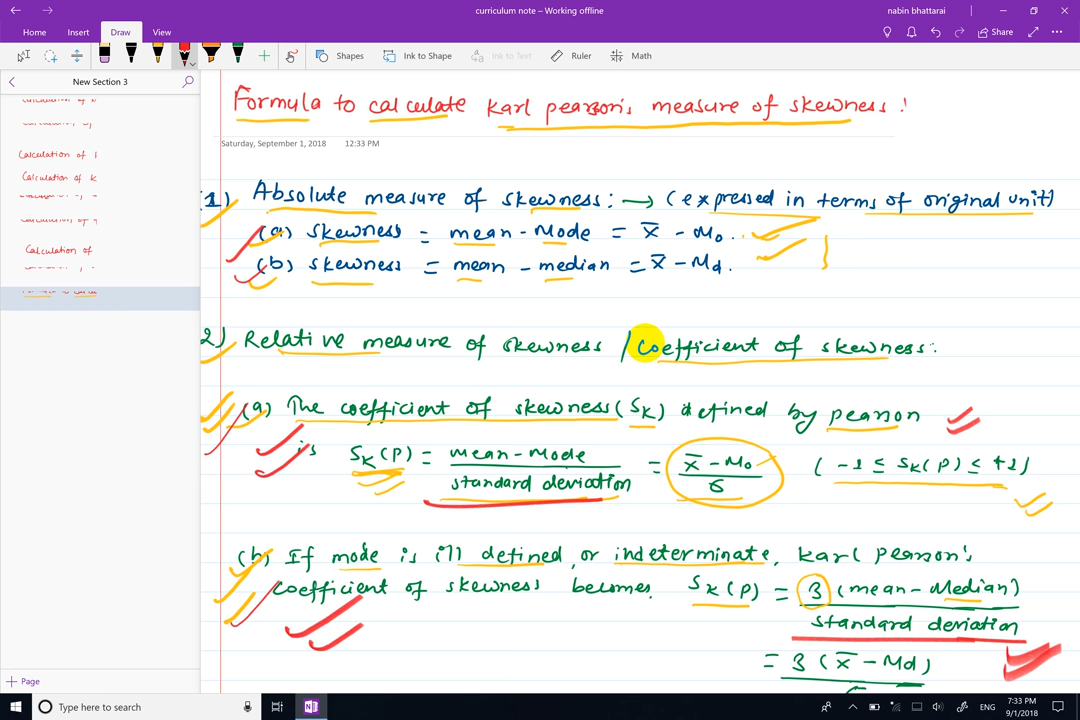 curriculum note – Working offline
nabin bhattarai
Home Insert Draw View
Share
Shapes Ink to Shape Ink to Text Ruler Math
New Section 3
Calculation of
Calculation of k
Calculation of
Formula to calculate Karl pearson's measure of skewness :
Saturday, September 1, 2018 12:33 PM
(1) Absolute measure of skewness: → (expressed in terms of original unit)
(a) skewness = mean - Mode = x̄ - Mo.
(b) skewness = mean - median = x̄ - Md.
2) Relative measure of skewness / coefficient of skewness:
(a) The coefficient of skewness (SK) defined by pearson
is SK(P) = mean - Mode / standard deviation = x̄ - Mo / σ (-1 ≤ SK(P) ≤ +1)
(b) If mode is ill defined, or indeterminate, Karl pearson's
coefficient of skewness becomes. SK(P) = 3 (mean - Median) / standard deviation
= 3 (x̄ - Md)
Page
Type here to search
ENG
7:33 PM
9/1/2018